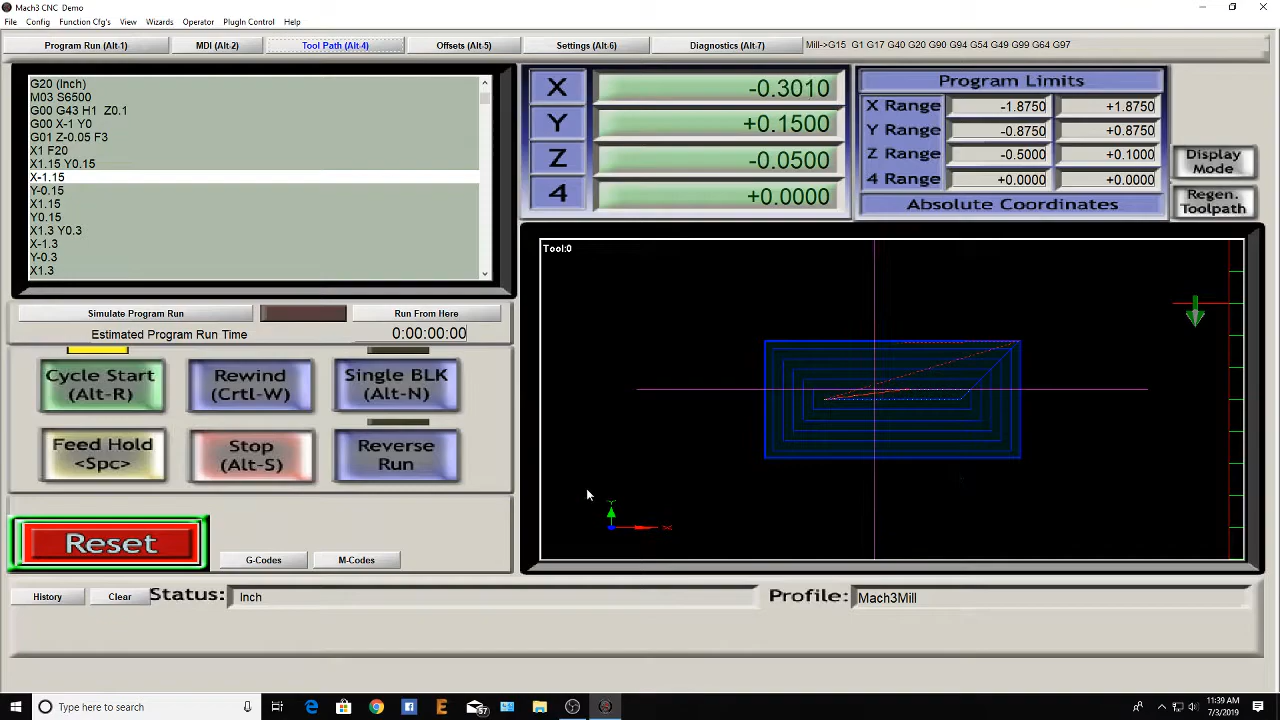 Mach3 CNC Demo
File Config Function Cfg's View Wizards Operator PlugIn Control Help
Program Run (Alt-1) MDI (Alt-2) Tool Path (Alt-4) Offsets (Alt-5) Settings (Alt-6) Diagnostics (Alt-7) Mill->G15 G1 G17 G40 G20 G90 G94 G54 G49 G99 G64 G97
G20 (Inch)
M03 S6500
G00 G43 H1 Z0.1
G00 X-1 Y0
G01 Z-0.05 F3
X1 F20
X1.15 Y0.15
X-1.15
Y-0.15
X1.15
Y0.15
X1.3 Y0.3
X-1.3
Y-0.3
X1.3
X -0.3010
Y +0.1500
Z -0.0500
4 +0.0000
Program Limits
X Range -1.8750 +1.8750
Y Range -0.8750 +0.8750
Z Range -0.5000 +0.1000
4 Range +0.0000 +0.0000
Absolute Coordinates
Display
Mode
Regen.
Toolpath
Tool:0
Y
X
Simulate Program Run Run From Here
Estimated Program Run Time 0:00:00:00
Cycle Start
(Alt-R)
Rewind
(Crtl-W)
Single BLK
(Alt-N)
Feed Hold
<Spc>
Stop
(Alt-S)
Reverse
Run
Reset
G-Codes M-Codes
History Clear Status: Inch Profile: Mach3Mill
Type here to search
57
11:39 AM
7/3/2019